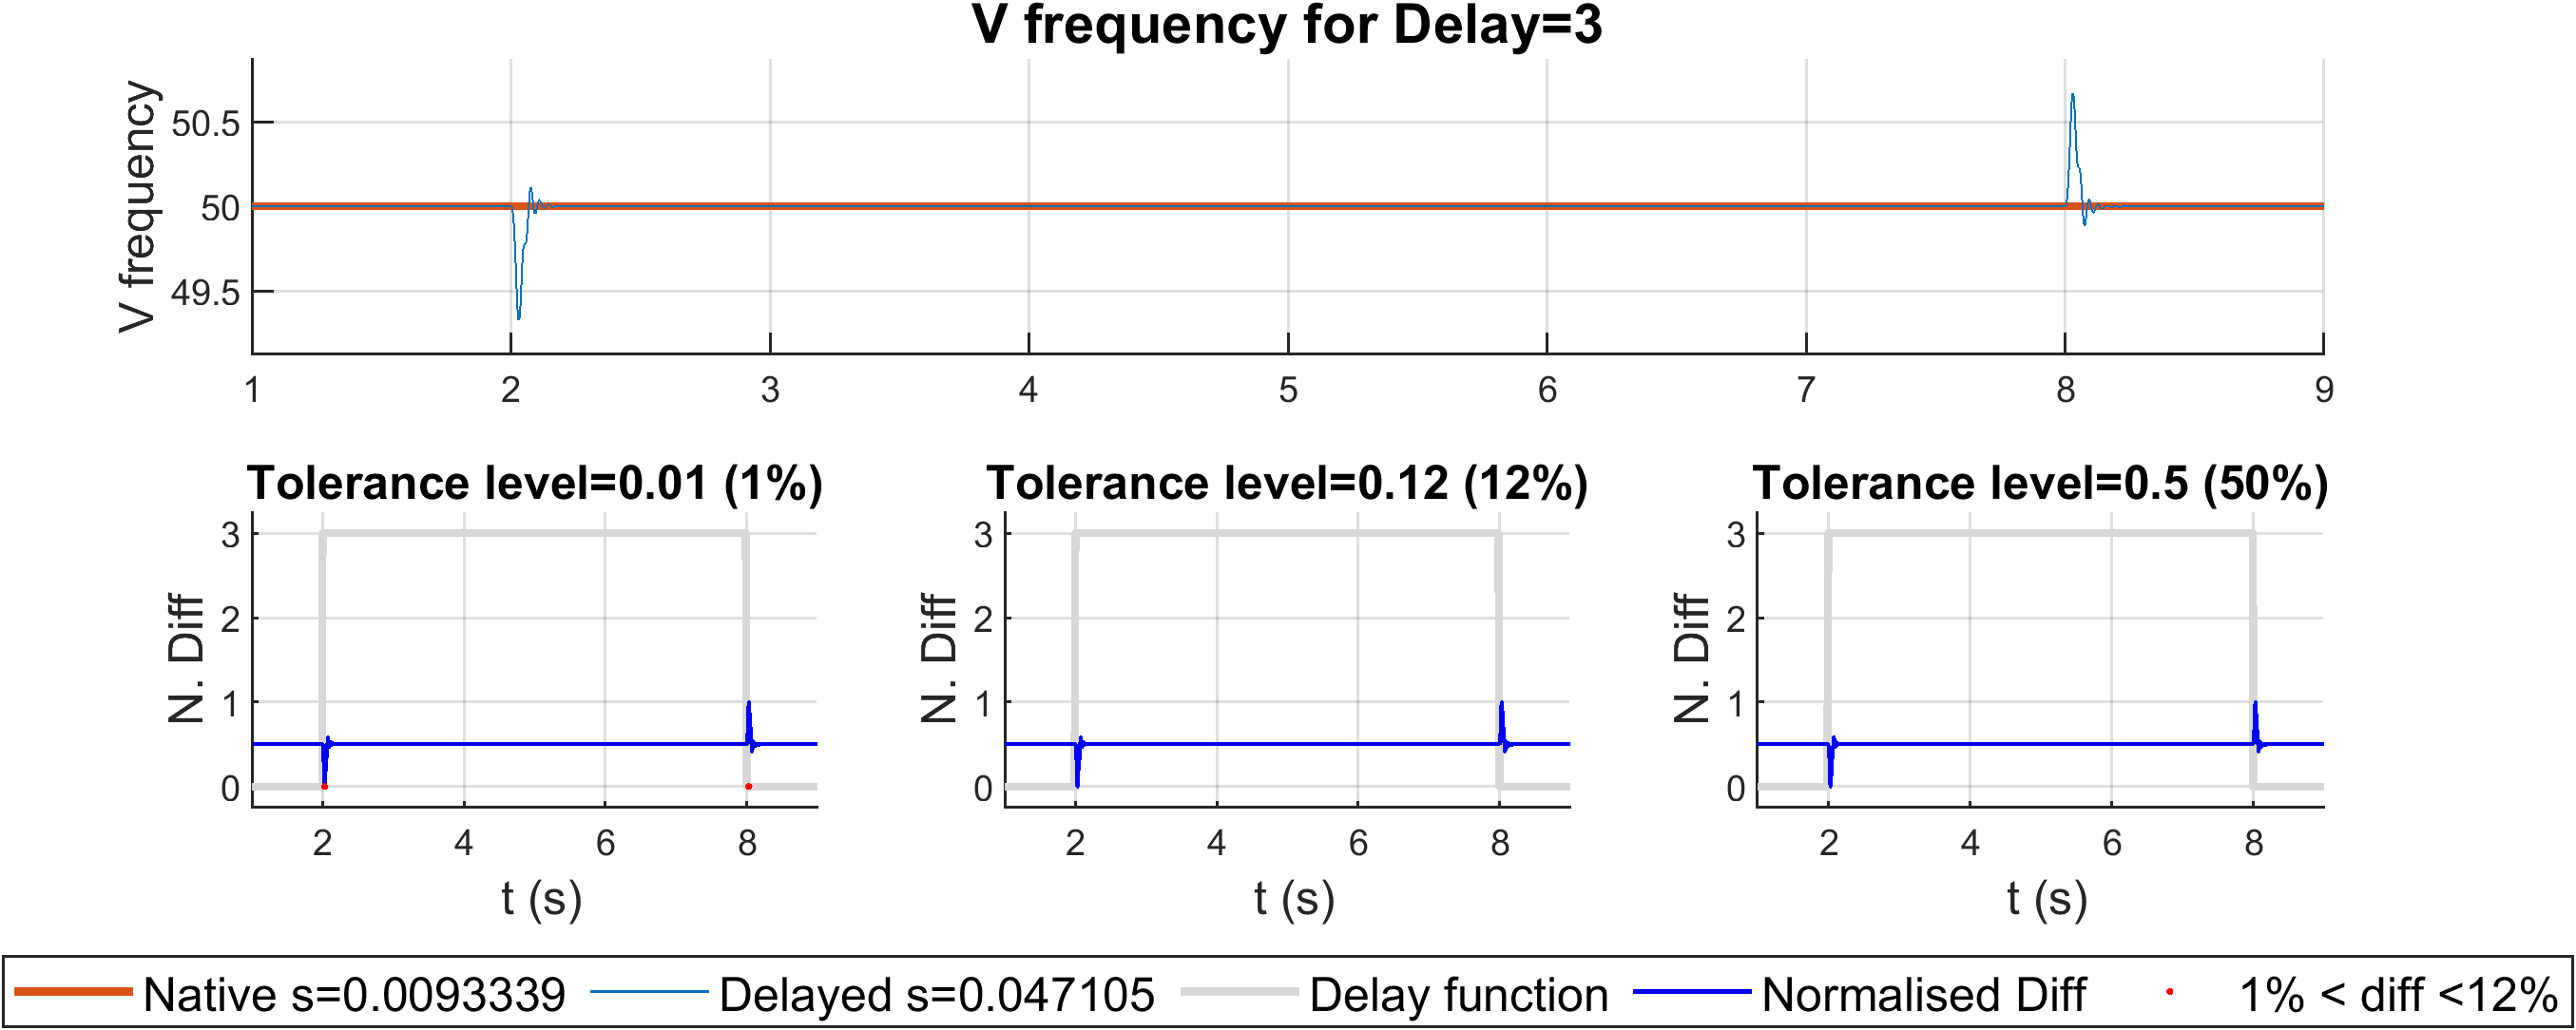 V frequency for Delay=3
V frequency
50.5
50
49.5
1 2 3 4 5 6 7 8 9
Tolerance level=0.01 (1%)
N. Diff
3
2
1
0
2 4 6 8
t (s)
Tolerance level=0.12 (12%)
N. Diff
3
2
1
0
2 4 6 8
t (s)
Tolerance level=0.5 (50%)
N. Diff
3
2
1
0
2 4 6 8
t (s)
Native s=0.0093339 Delayed s=0.047105 Delay function Normalised Diff 1% < diff <12%